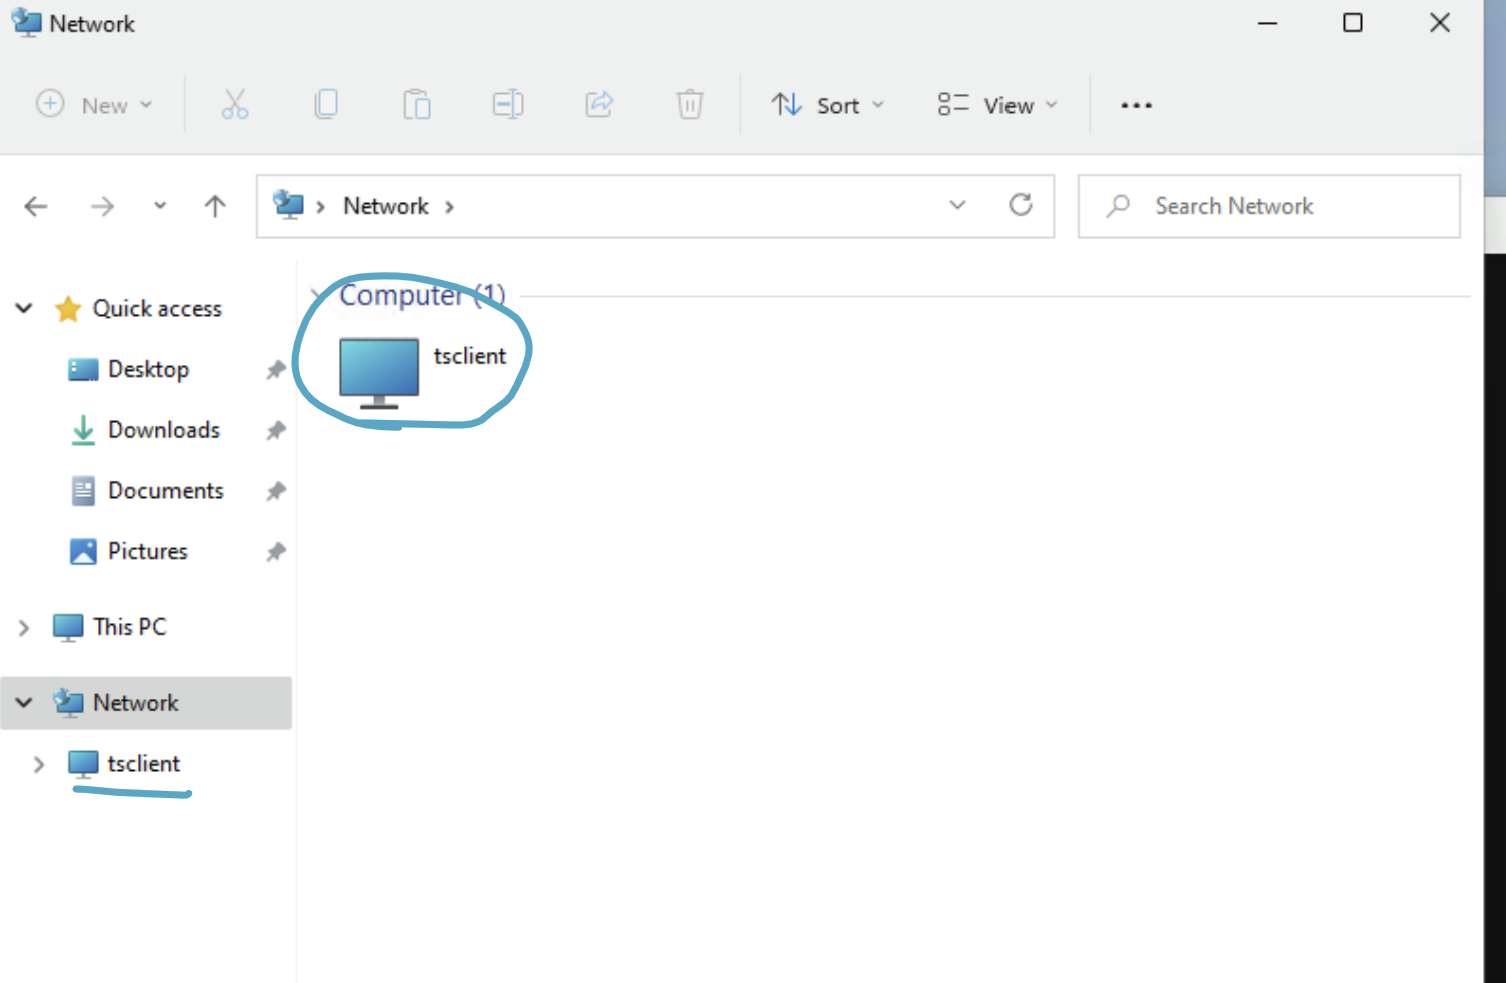 Network
New
Sort
View
Network
Search Network
Quick access
Desktop
Downloads
Documents
Pictures
This PC
Network
tsclient
Computer (1)
tsclient